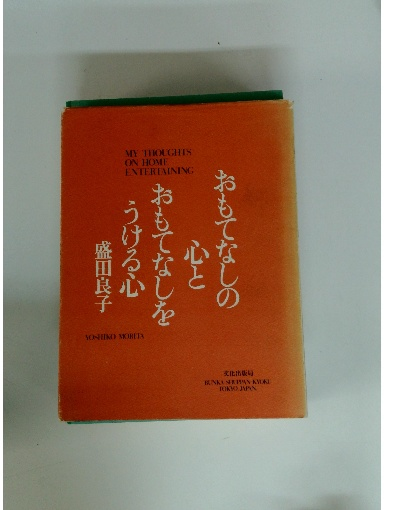 MY THOUGHTS
ON HOME
ENTERTAINING
おもてなしの
心と
おもてなしを
うける心
盛田良子
YOSHIKO MORITA
文化出版局
BUNKA SHUPPAN KYOKU
TOKYO JAPAN.